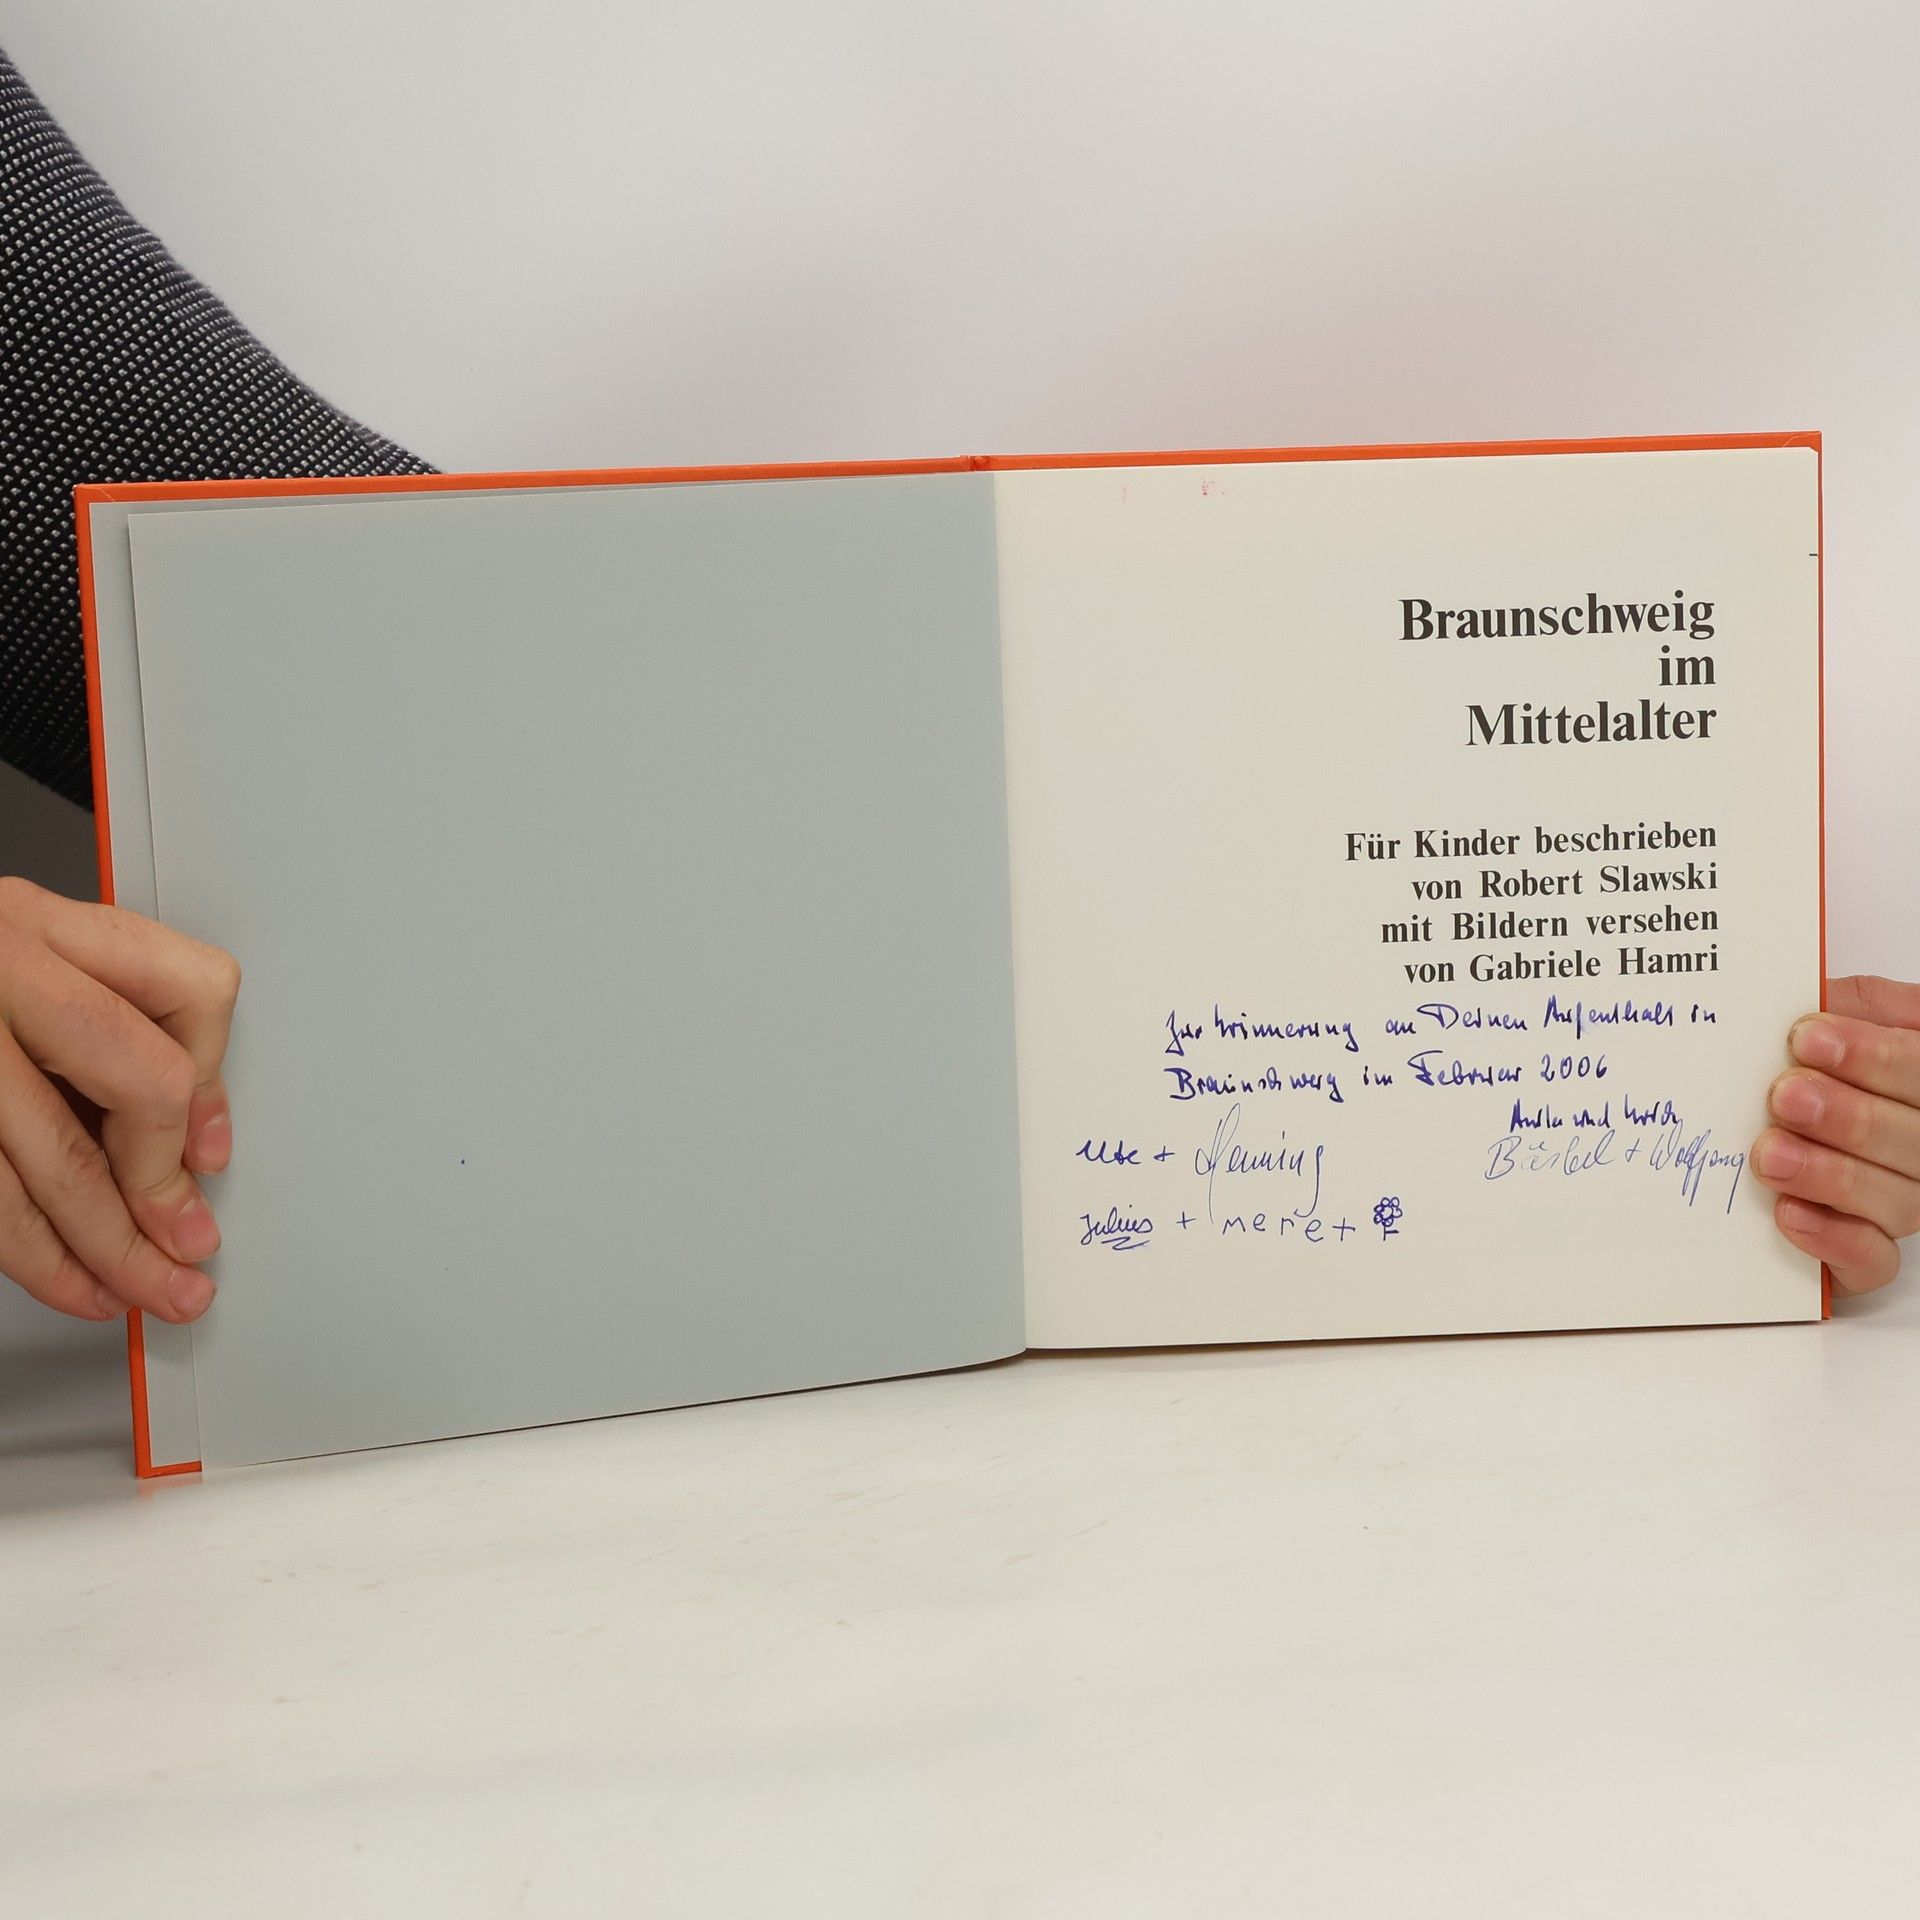 Braunschweig
im
Mittelalter
Für Kinder beschrieben
von Robert Slawski
mit Bildern versehen
von Gabriele Hamri
Zur Erinnerung an Deinen Aufenthalt in
Braunschweig im Februar 2006
und
Ute + Henning
Bärbel + Wolfgang
Julius + Meret